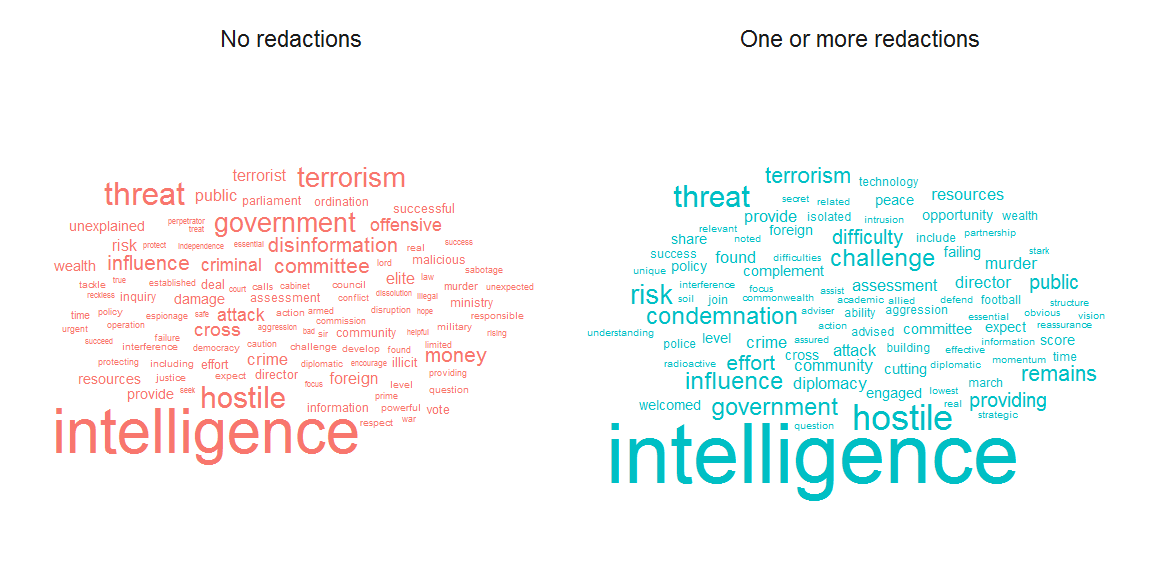 No redactions
terrorist terrorism
threat public parliament ordination
successful
unexplained perpetrator treat government offensive
risk protect independence essential disinformation real success
wealth influence criminal committee lord malicious sabotage
tackle true established deal court calls cabinet council elite law murder unexpected
reckless inquiry damage assessment conflict dissolution illegal ministry
time policy espionage safe attack action armed disruption hope responsible
urgent operation cross aggression commission bad sir community helpful military rising
succeed failure interference democracy caution challenge develop found limited
protecting including effort crime diplomatic encourage illicit money providing
resources justice expect director focus foreign level question
provide seek hostile information prime powerful vote
intelligence respect war
One or more redactions
terrorism technology
threat secret related peace resources
provide isolated intrusion opportunity wealth
relevant foreign
share noted difficulty include partnership
success found difficulties challenge failing stark
unique policy complement murder
interference focus assist assessment director public
risk soil join commonwealth academic allied defend football structure
condemnation adviser ability aggression essential obvious vision
understanding action advised committee expect reassurance
police level crime assured building effective information score
radioactive effort cross attack community cutting diplomatic momentum time
influence diplomacy engaged lowest march remains
welcomed government hostile real providing
question strategic
intelligence